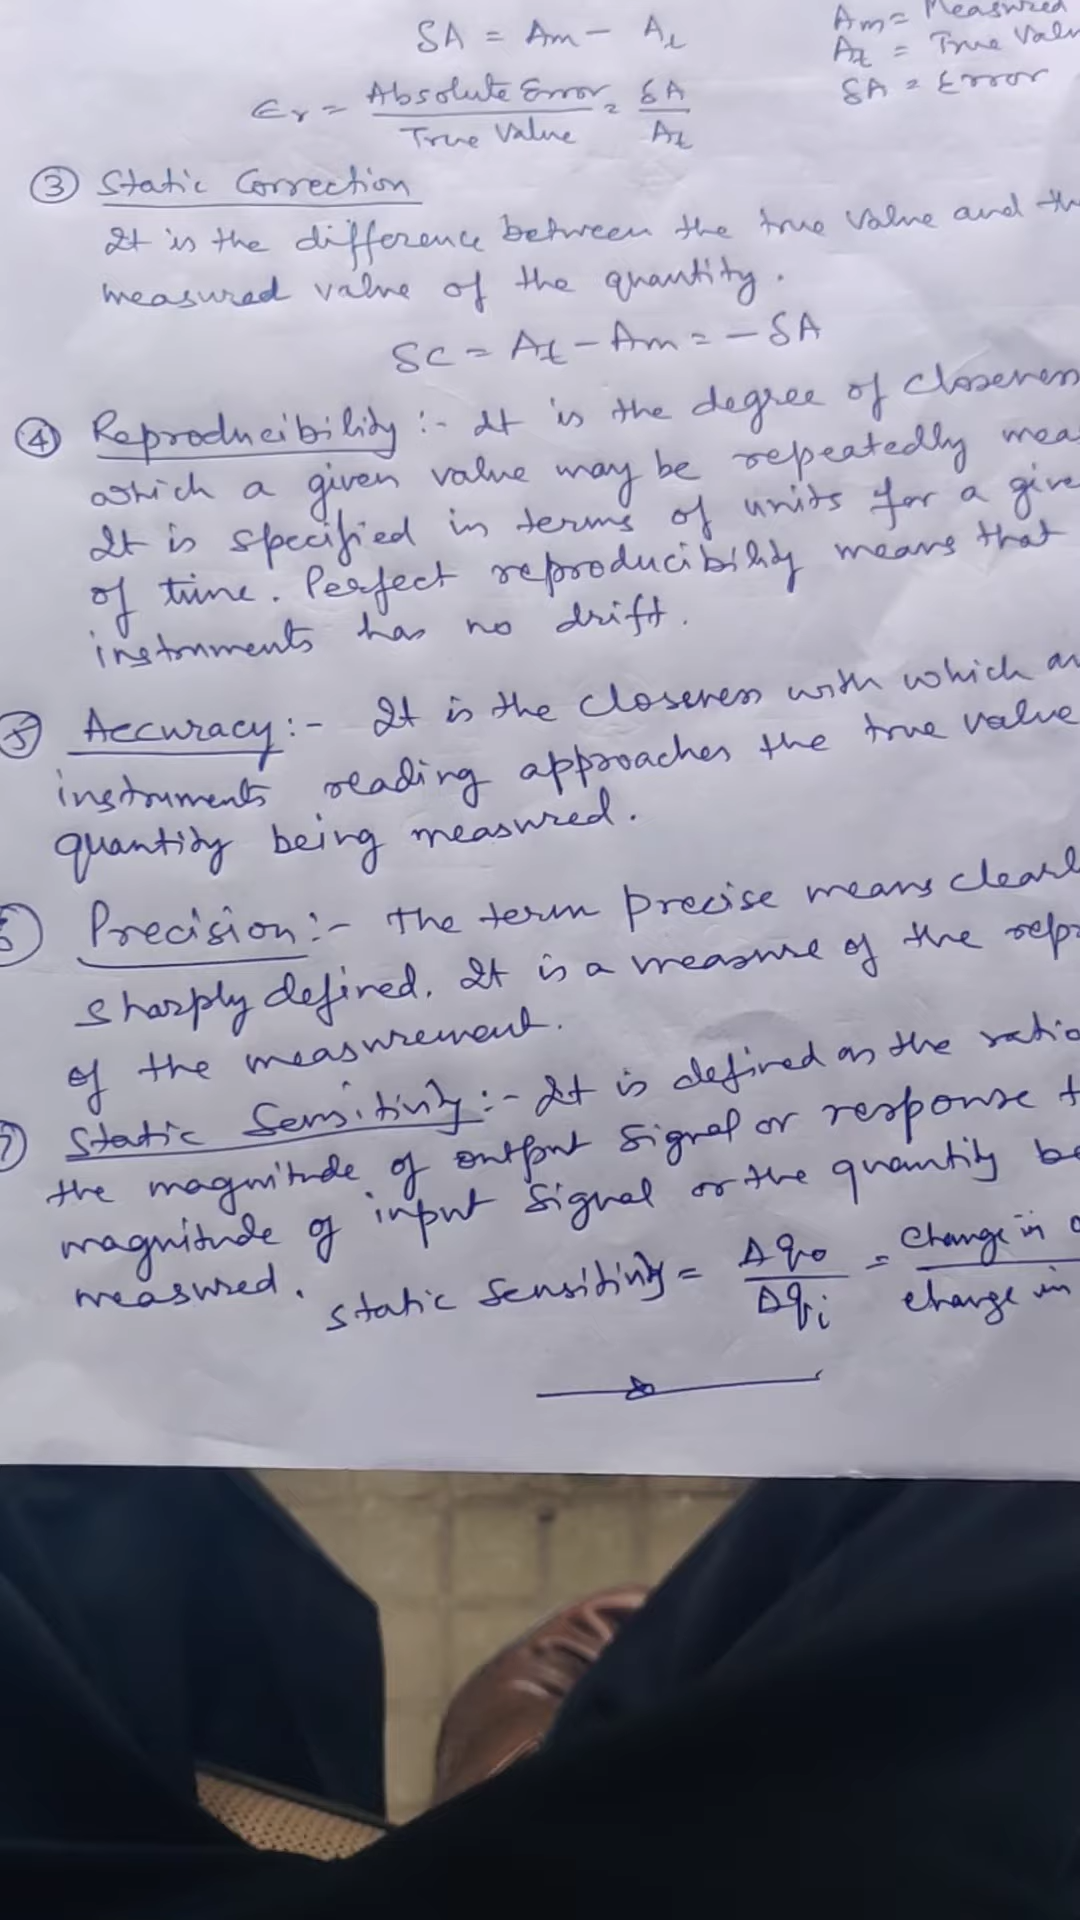 δA = Am - At
Am = Measured
At = True Valu
δA = Error
Er = Absolute Error / True Value = δA / At
③ Static Correction
It is the difference between the true value and the
measured value of the quantity.
δC = At - Am = - δA
④ Reproducibility :- It is the degree of closeness
which a given value may be repeatedly mea
It is specified in terms of units for a give
of time. Perfect reproducibility means that
instruments has no drift.
5 Accuracy :- It is the closeness with which an
instruments reading approaches the true value
quantity being measured.
6 Precision :- The term precise means clearl
sharply defined. It is a measure of the repr
of the measurement.
7 Static Sensitivity :- It is defined as the ratio
the magnitude of output signal or response t
magnitude of input signal or the quantity be
measured.
static sensitivity = Δqo / Δqi = change in o / change in